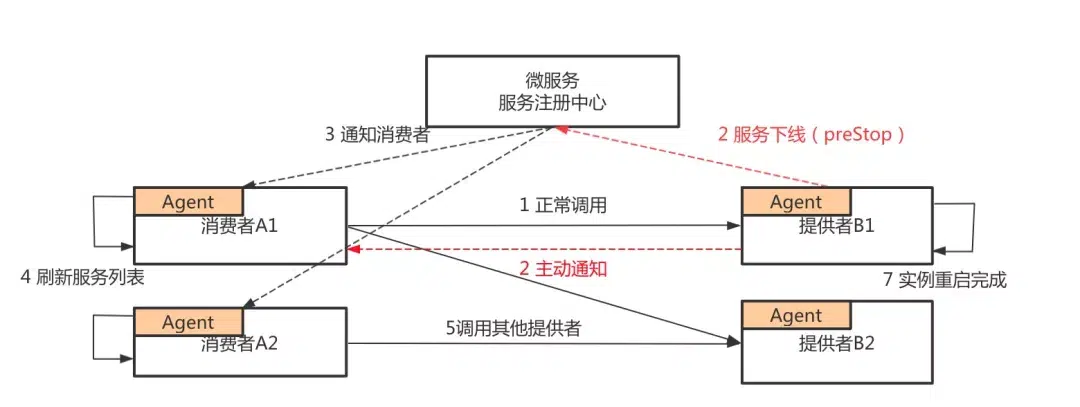 微服务
服务注册中心
3 通知消费者
2 服务下线（preStop）
Agent
消费者A1
1 正常调用
Agent
提供者B1
2 主动通知
4 刷新服务列表
7 实例重启完成
Agent
消费者A2
5调用其他提供者
Agent
提供者B2